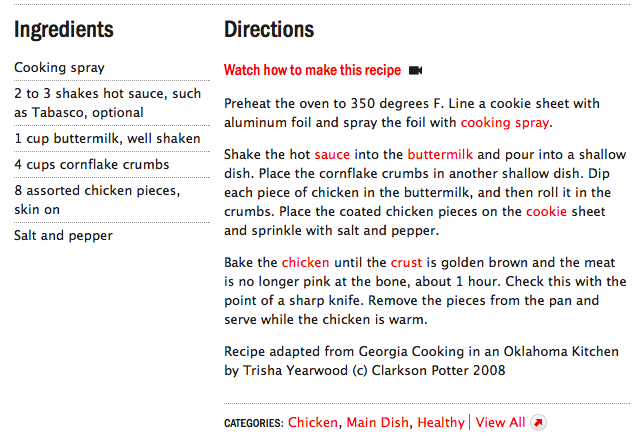 Ingredients
Cooking spray
2 to 3 shakes hot sauce, such
as Tabasco, optional
1 cup buttermilk, well shaken
4 cups cornflake crumbs
8 assorted chicken pieces,
skin on
Salt and pepper
Directions
Watch how to make this recipe
Preheat the oven to 350 degrees F. Line a cookie sheet with
aluminum foil and spray the foil with cooking spray.
Shake the hot sauce into the buttermilk and pour into a shallow
dish. Place the cornflake crumbs in another shallow dish. Dip
each piece of chicken in the buttermilk, and then roll it in the
crumbs. Place the coated chicken pieces on the cookie sheet
and sprinkle with salt and pepper.
Bake the chicken until the crust is golden brown and the meat
is no longer pink at the bone, about 1 hour. Check this with the
point of a sharp knife. Remove the pieces from the pan and
serve while the chicken is warm.
Recipe adapted from Georgia Cooking in an Oklahoma Kitchen
by Trisha Yearwood (c) Clarkson Potter 2008
CATEGORIES: Chicken, Main Dish, Healthy | View All